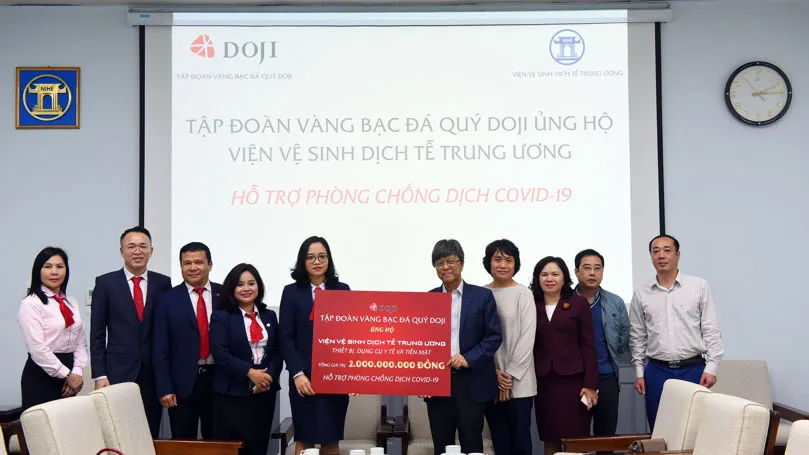 DOJI
TẬP ĐOÀN VÀNG BẠC ĐÁ QUÝ DOJI
VIỆN VỆ SINH DỊCH TỄ TRUNG ƯƠNG
NIHE
TẬP ĐOÀN VÀNG BẠC ĐÁ QUÝ DOJI ỦNG HỘ
VIỆN VỆ SINH DỊCH TỄ TRUNG ƯƠNG
HỖ TRỢ PHÒNG CHỐNG DỊCH COVID-19
DOJI
TẬP ĐOÀN VÀNG BẠC ĐÁ QUÝ DOJI
ỦNG HỘ
VIỆN VỆ SINH DỊCH TỄ TRUNG ƯƠNG
THIẾT BỊ, DỤNG CỤ Y TẾ VÀ TIỀN MẶT
TỔNG GIÁ TRỊ: 2.000.000.000 ĐỒNG
HỖ TRỢ PHÒNG CHỐNG DỊCH COVID-19